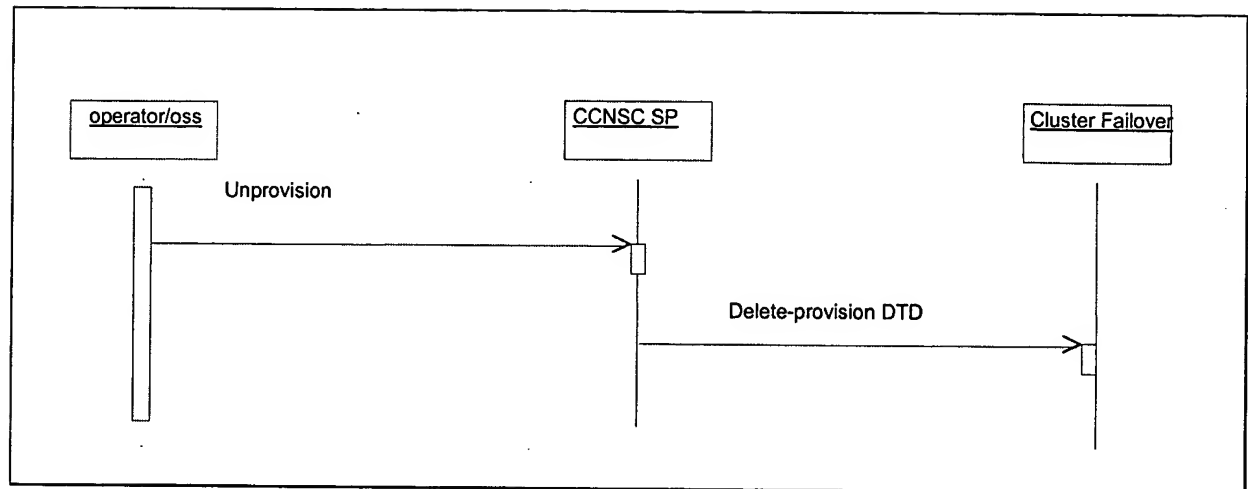 operator/oss
CCNSC SP
Cluster Failover
Unprovision
Delete-provision DTD